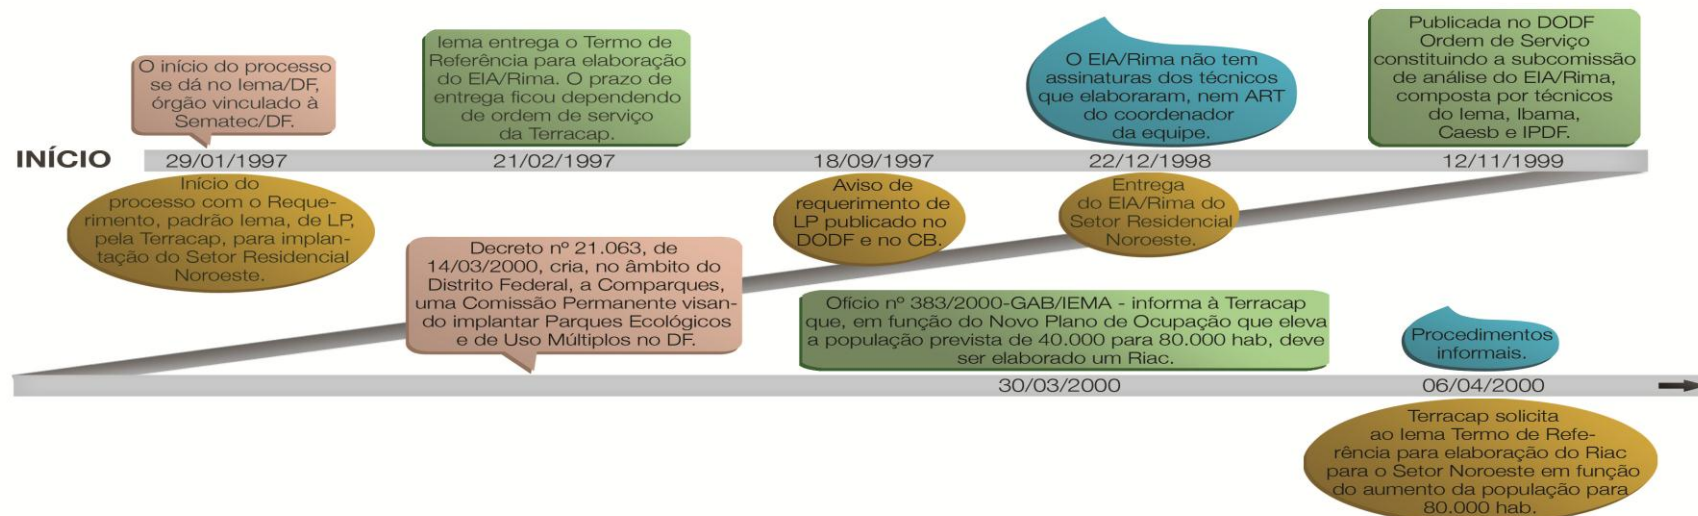 O início do processo
se dá no Iema/DF,
órgão vinculado à
Sematec/DF.
Iema entrega o Termo de
Referência para elaboração
do EIA/Rima. O prazo de
entrega ficou dependendo
de ordem de serviço
da Terracap.
O EIA/Rima não tem
assinaturas dos técnicos
que elaboraram, nem ART
do coordenador
da equipe.
Publicada no DODF
Ordem de Serviço
constituindo a subcomissão
de análise do EIA/Rima,
composta por técnicos
do Iema, Ibama,
Caesb e IPDF.
INÍCIO
29/01/1997
21/02/1997
18/09/1997
22/12/1998
12/11/1999
Início do
processo com o Reque-
rimento, padrão Iema, de LP,
pela Terracap, para implan-
tação do Setor Residencial
Noroeste.
Aviso de
requerimento de
LP publicado no
DODF e no CB.
Entrega
do EIA/Rima do
Setor Residencial
Noroeste.
Decreto nº 21.063, de
14/03/2000, cria, no âmbito do
Distrito Federal, a Comparques,
uma Comissão Permanente visan-
do implantar Parques Ecológicos
e de Uso Múltiplos no DF.
Ofício nº 383/2000-GAB/IEMA - informa à Terracap
que, em função do Novo Plano de Ocupação que eleva
a população prevista de 40.000 para 80.000 hab, deve
ser elaborado um Riac.
Procedimentos
informais.
30/03/2000
06/04/2000
Terracap solicita
ao Iema Termo de Refe-
rência para elaboração do Riac
para o Setor Noroeste em função
do aumento da população para
80.000 hab.